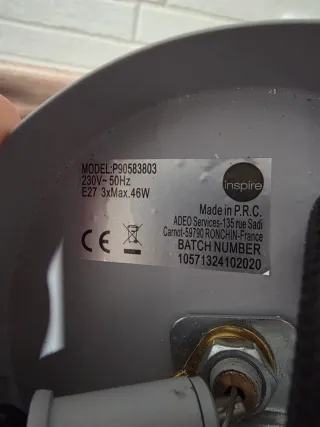 MODEL:P90583803
230V~ 50Hz
E27 3xMax.46W
inspire
Made in P.R.C.
ADEO Services-135 rue Sadi
Carnot-59790 RONCHIN-France
CE
BATCH NUMBER
10571324102020